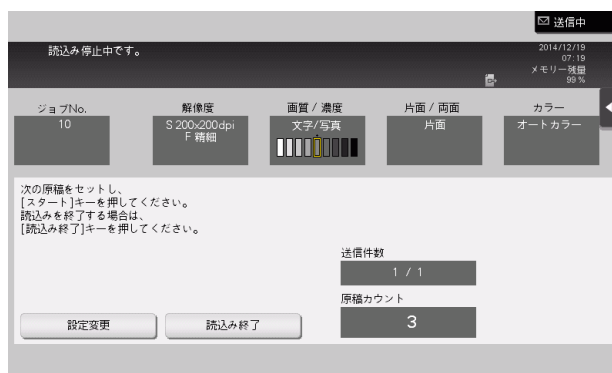 送信中
読込み停止中です。
2014/12/19
07:19
メモリー残量
99 %
ジョブNo.
10
解像度
S 200x200dpi
F 精細
画質 / 濃度
文字/写真
片面 / 両面
片面
カラー
オートカラー
次の原稿をセットし、
[スタート]キーを押してください。
読込みを終了する場合は、
[読込み終了]キーを押してください。
送信件数
1 / 1
原稿カウント
3
設定変更
読込み終了